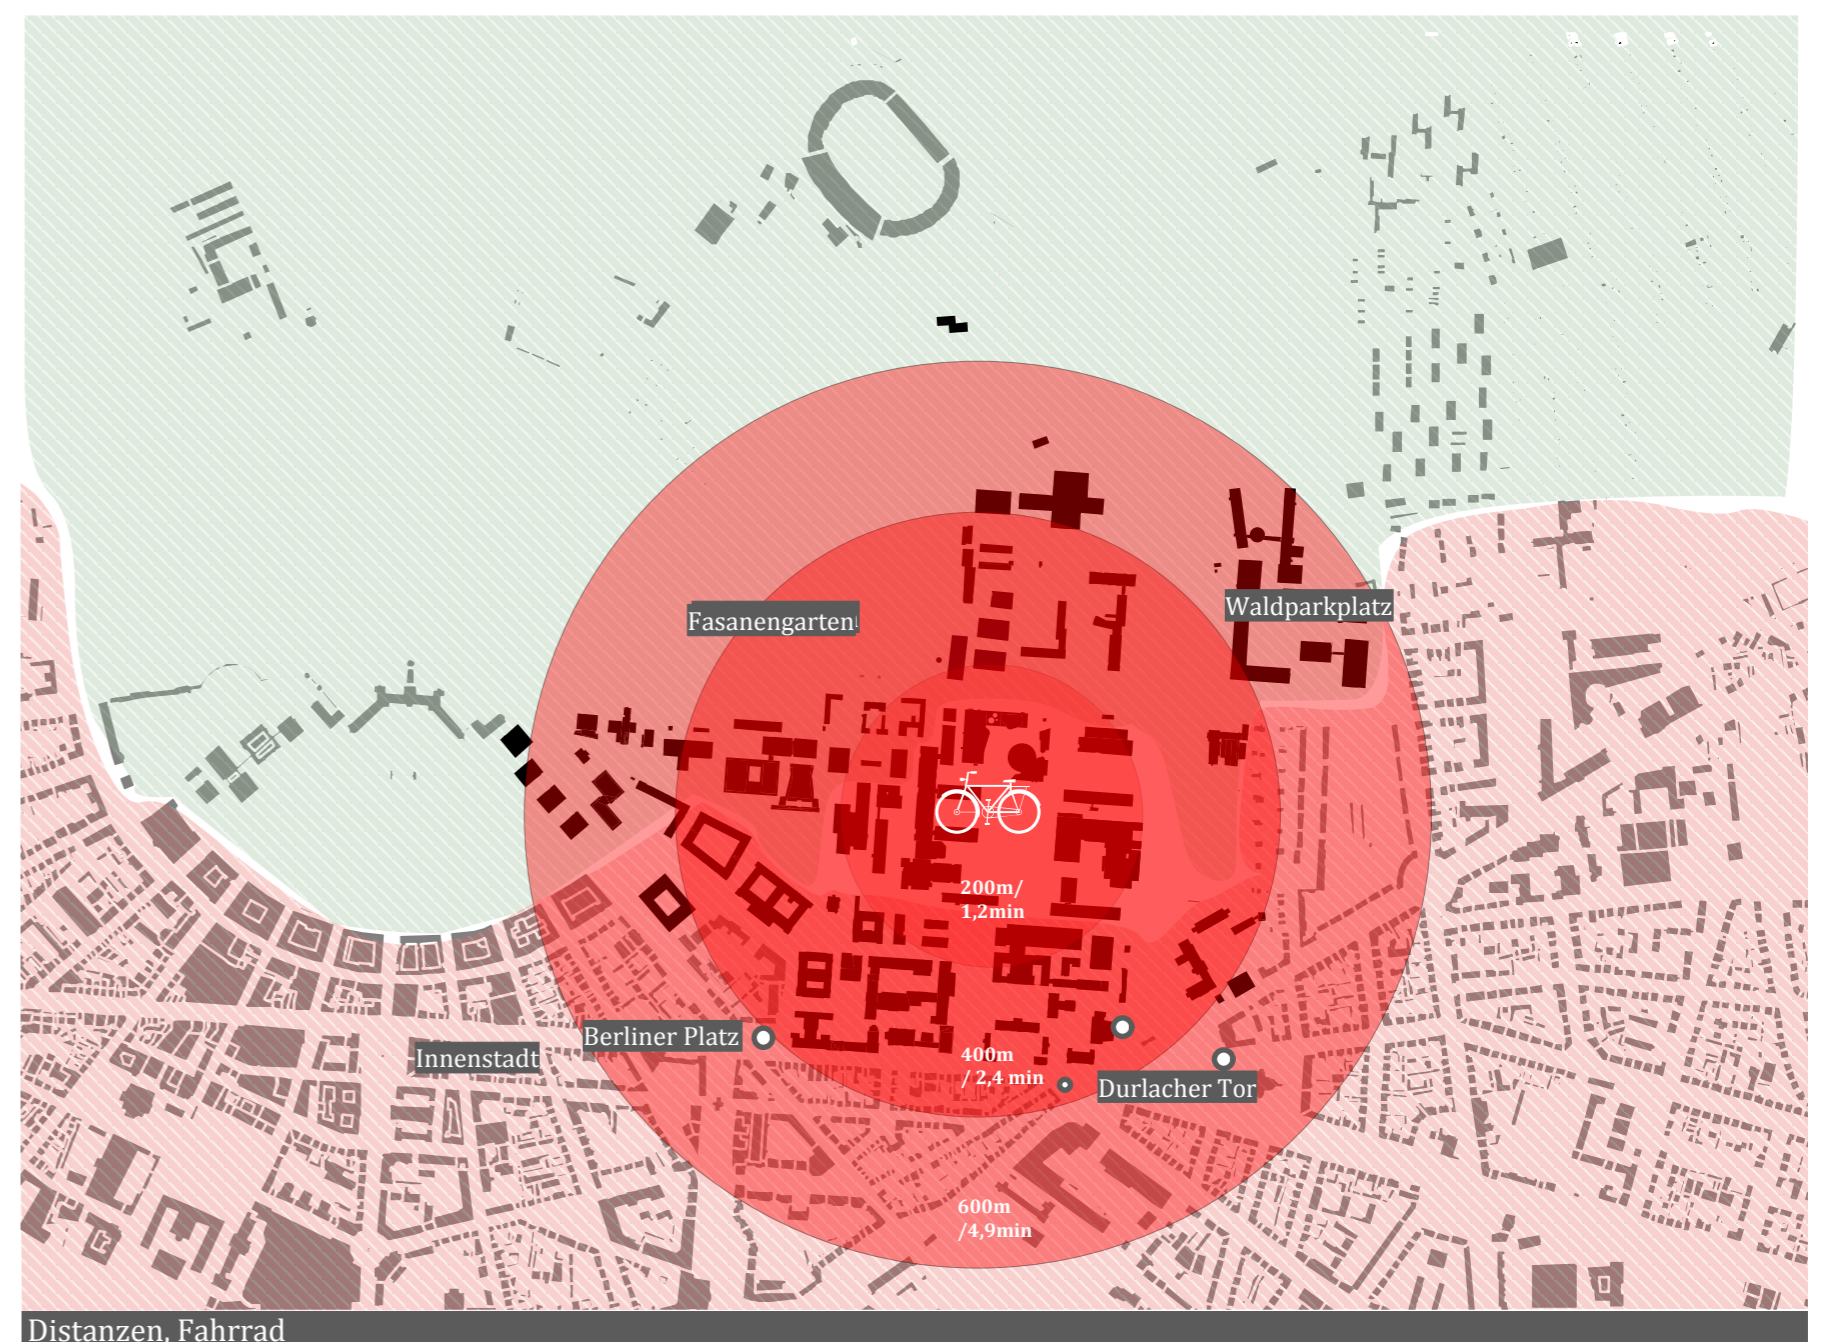 Fasanengarten
Waldparkplatz
200m/
1,2min
Berliner Platz
Innenstadt
400m
/ 2,4 min
Durlacher Tor
600m
/4,9min
Distanzen, Fahrrad